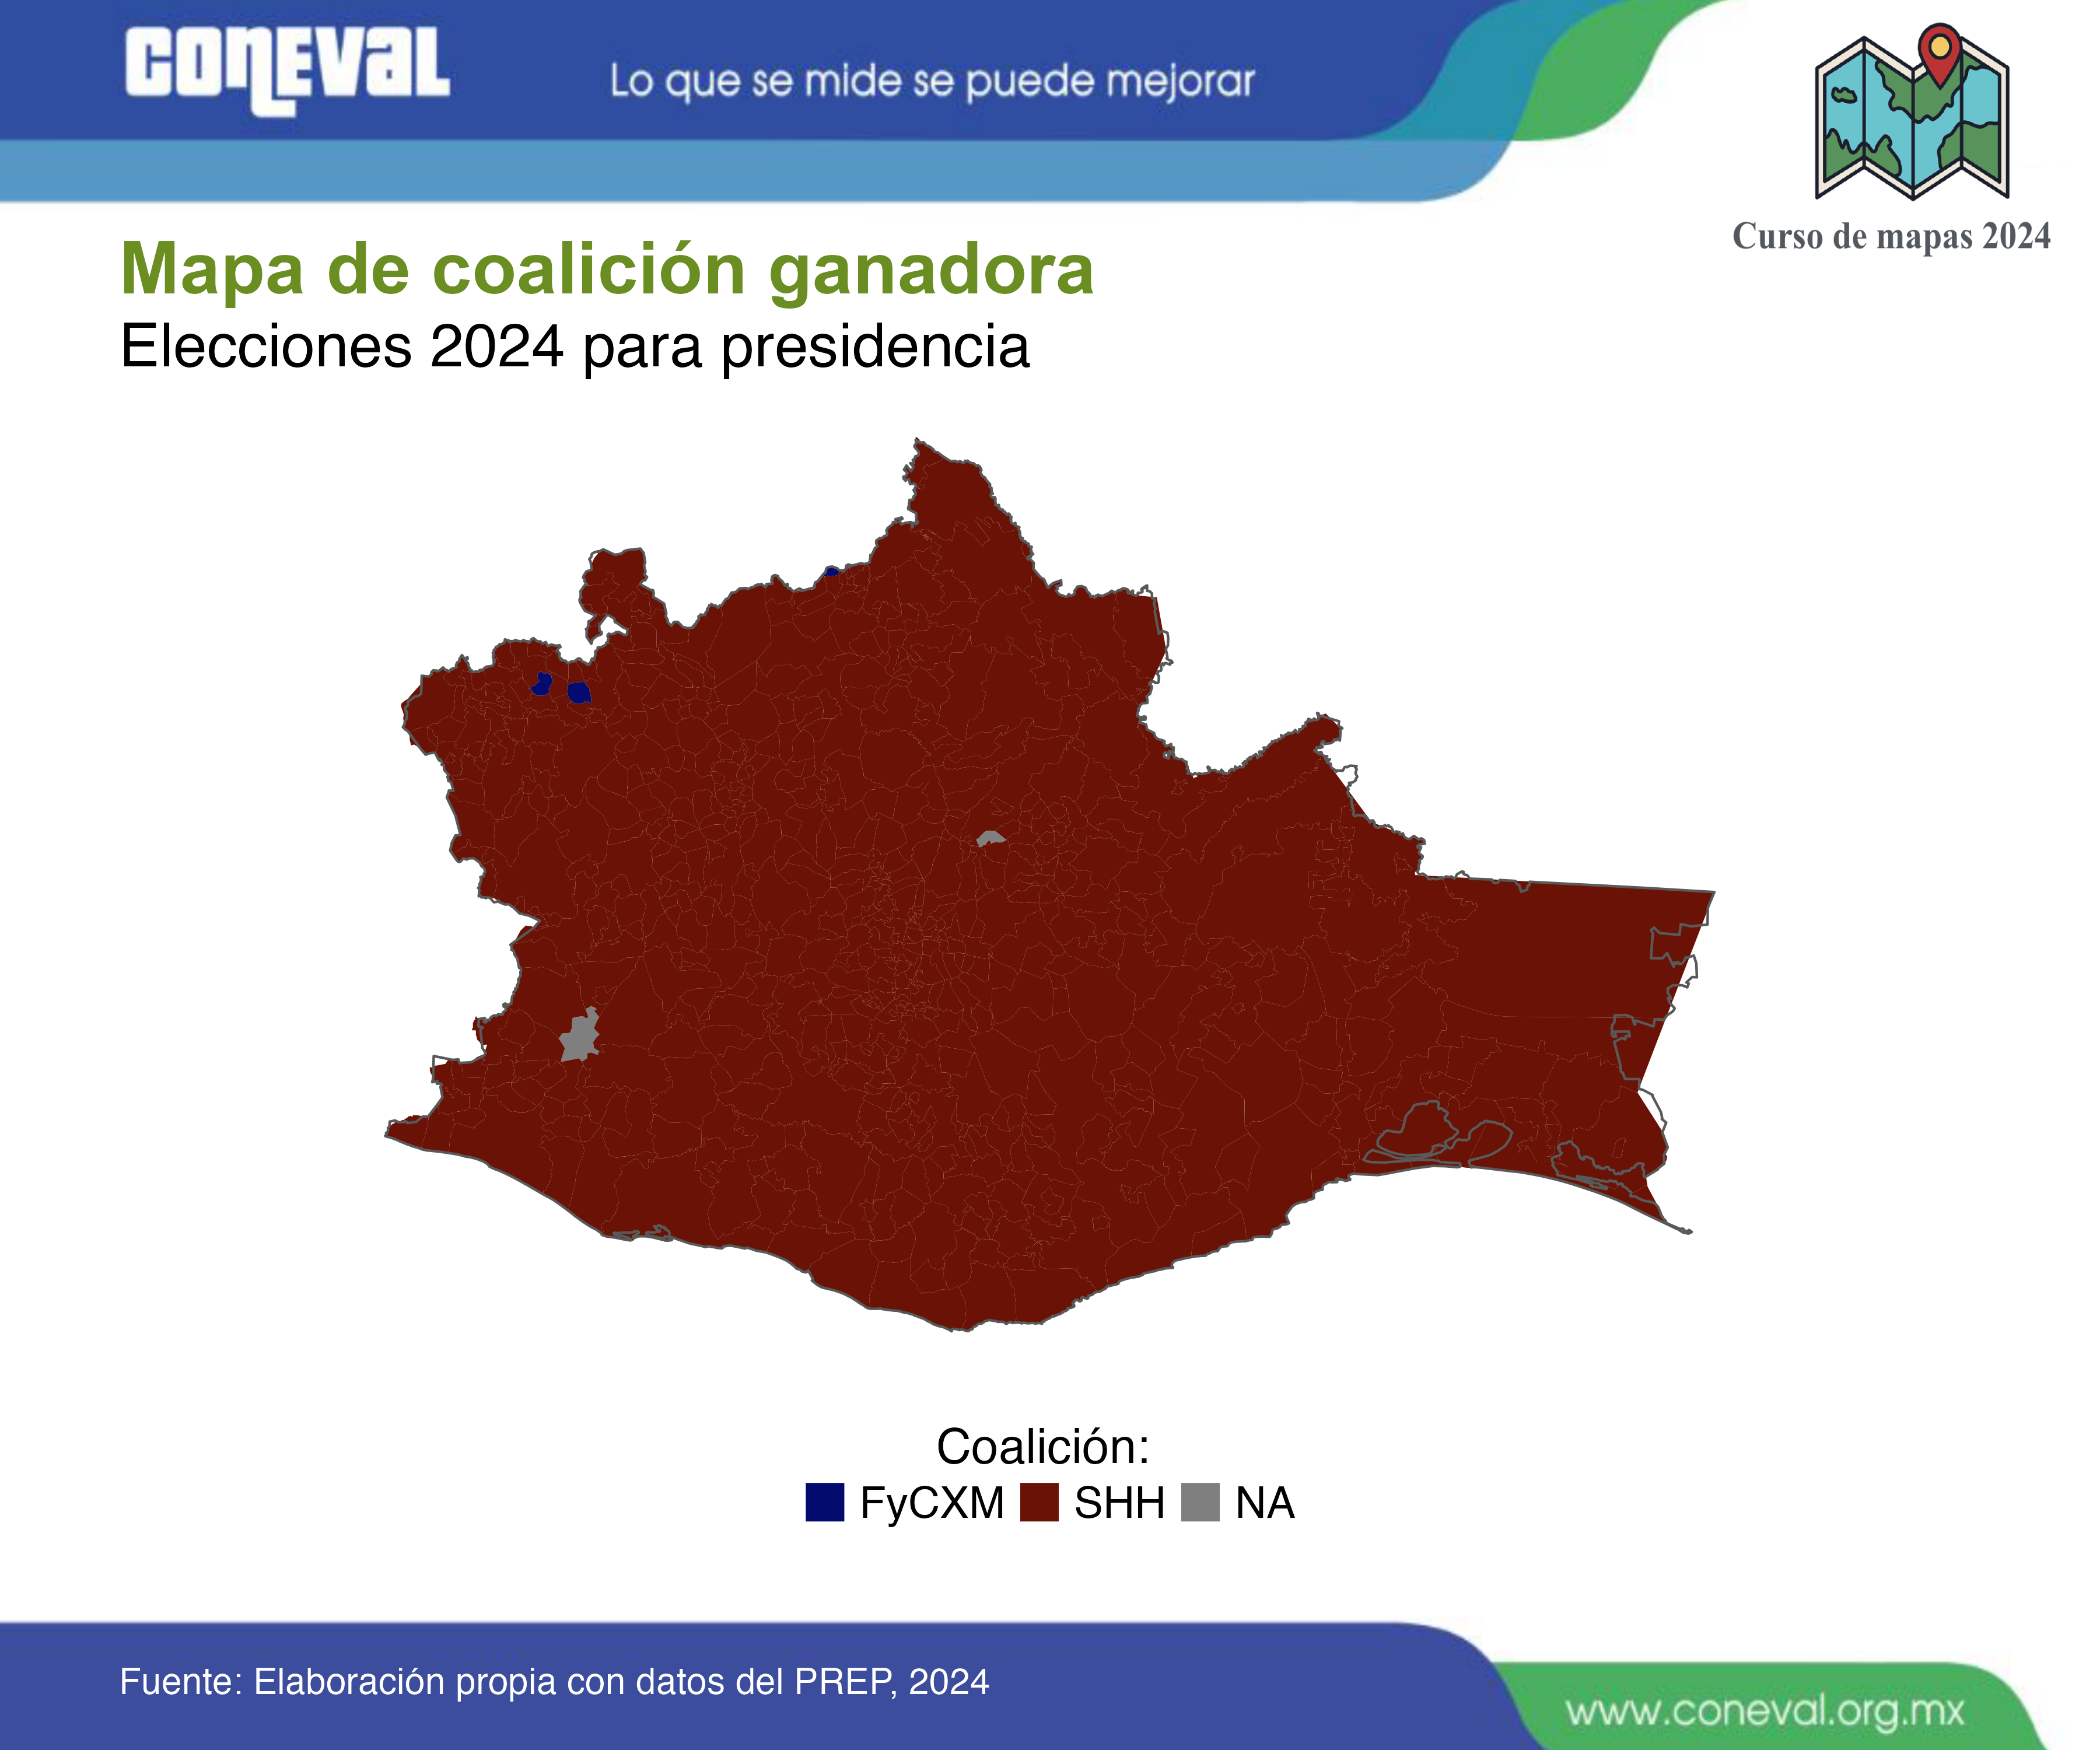 CONEVAL
Lo que se mide se puede mejorar
Curso de mapas 2024
Mapa de coalición ganadora
Elecciones 2024 para presidencia
Coalición:
FyCXM SHH NA
Fuente: Elaboración propia con datos del PREP, 2024
www.coneval.org.mx